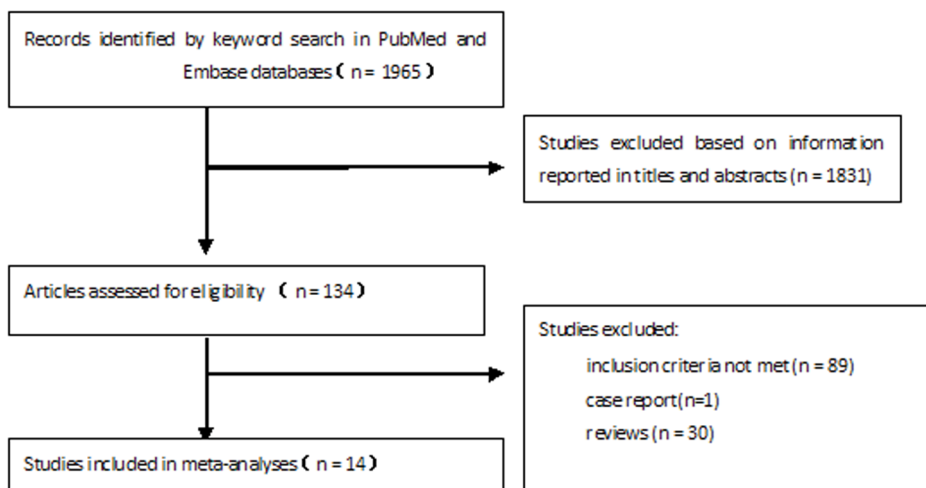 Records identified by keyword search in PubMed and
Embase databases( n = 1965)
Studies excluded based on information
reported in titles and abstracts (n = 1831)
Articles assessed for eligibility ( n = 134)
Studies excluded:
inclusion criteria not met (n = 89)
case report (n=1)
reviews (n = 30)
Studies included in meta-analyses ( n = 14)